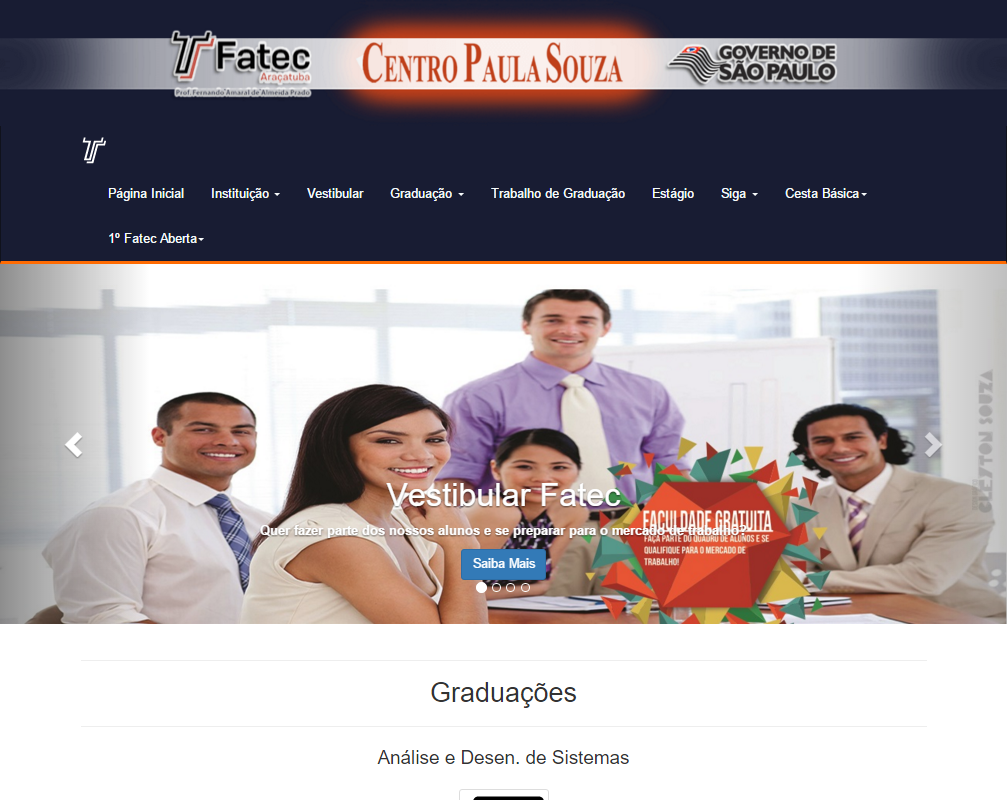 Fatec
Araçatuba
Prof. Fernando Amaral de Almeida Prado
CENTRO PAULA SOUZA
GOVERNO DE
SÃO PAULO
Página Inicial
Instituição
Vestibular
Graduação
Trabalho de Graduação
Estágio
Siga
Cesta Básica
1º Fatec Aberta
CLEYTON SOUZA
Vestibular Fatec
Quer fazer parte dos nossos alunos e se preparar para o mercado de trabalho?
FACULDADE GRATUITA
FAÇA PARTE DO QUADRO DE ALUNOS E SE
QUALIFIQUE PARA O MERCADO DE
TRABALHO!
Saiba Mais
Graduações
Análise e Desen. de Sistemas